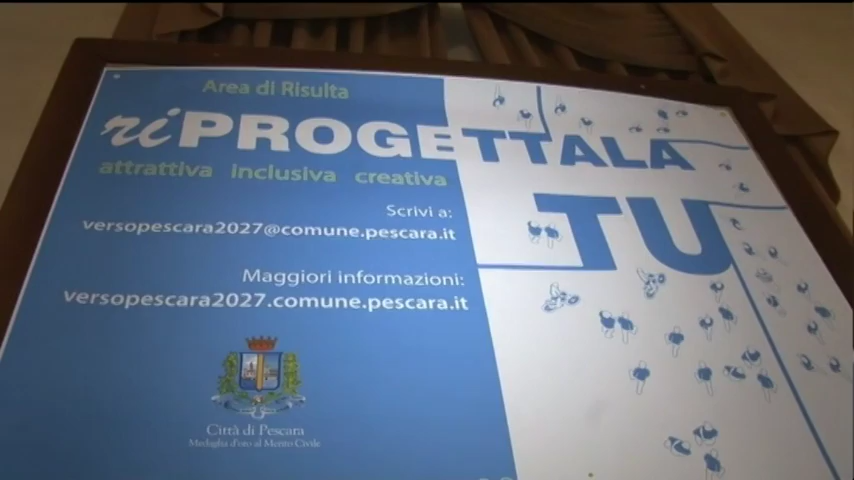 Area di Risulta
riPROGETTALA
TU
attrattiva inclusiva creativa
Scrivi a:
versopescara2027@comune.pescara.it
Maggiori informazioni:
versopescara2027.comune.pescara.it
Città di Pescara
Medaglia d'oro al Merito Civile